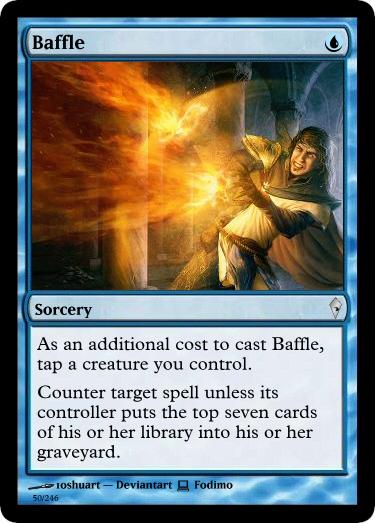 Baffle
Sorcery
As an additional cost to cast Baffle,
tap a creature you control.
Counter target spell unless its
controller puts the top seven cards
of his or her library into his or her
graveyard.
Joshuart — Deviantart Fodimo
50/246